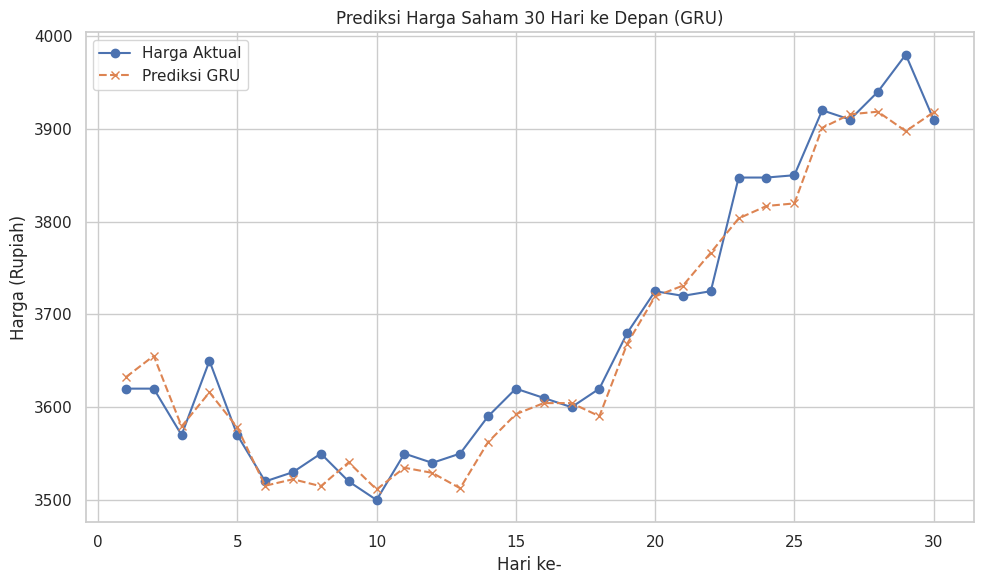 Prediksi Harga Saham 30 Hari ke Depan (GRU)
Harga Aktual
Prediksi GRU
Harga (Rupiah)
4000
3900
3800
3700
3600
3500
0 5 10 15 20 25 30
Hari ke-